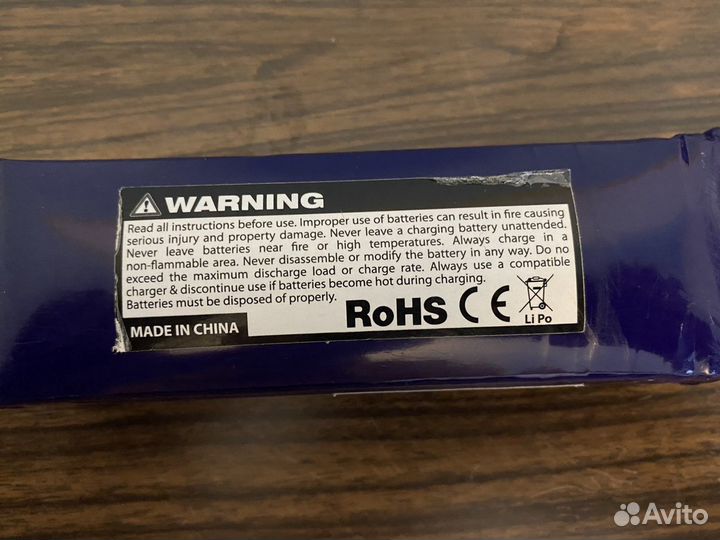 WARNING
Read all instructions before use. Improper use of batteries can result in fire causing
serious injury and property damage. Never leave a charging battery unattended.
Never leave batteries near fire or high temperatures. Always charge in a
non-flammable area. Never disassemble or modify the battery in any way. Do no
exceed the maximum discharge load or charge rate. Always use a compatible
charger & discontinue use if batteries become hot during charging.
Batteries must be disposed of properly.
MADE IN CHINA
RoHS CE
Li Po
Avito